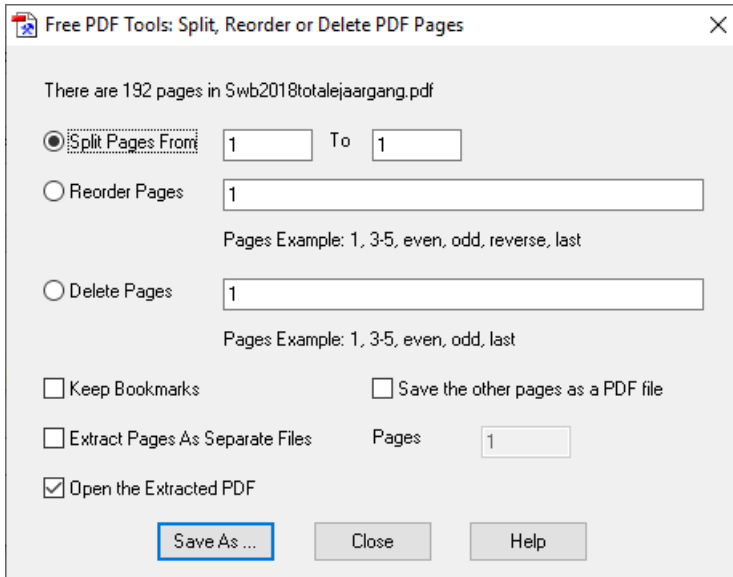 Free PDF Tools: Split, Reorder or Delete PDF Pages
There are 192 pages in Swb2018totalejaargang.pdf
Split Pages From 1 To 1
Reorder Pages 1
Pages Example: 1, 3-5, even, odd, reverse, last
Delete Pages 1
Pages Example: 1, 3-5, even, odd, last
Keep Bookmarks Save the other pages as a PDF file
Extract Pages As Separate Files Pages 1
Open the Extracted PDF
Save As ... Close Help